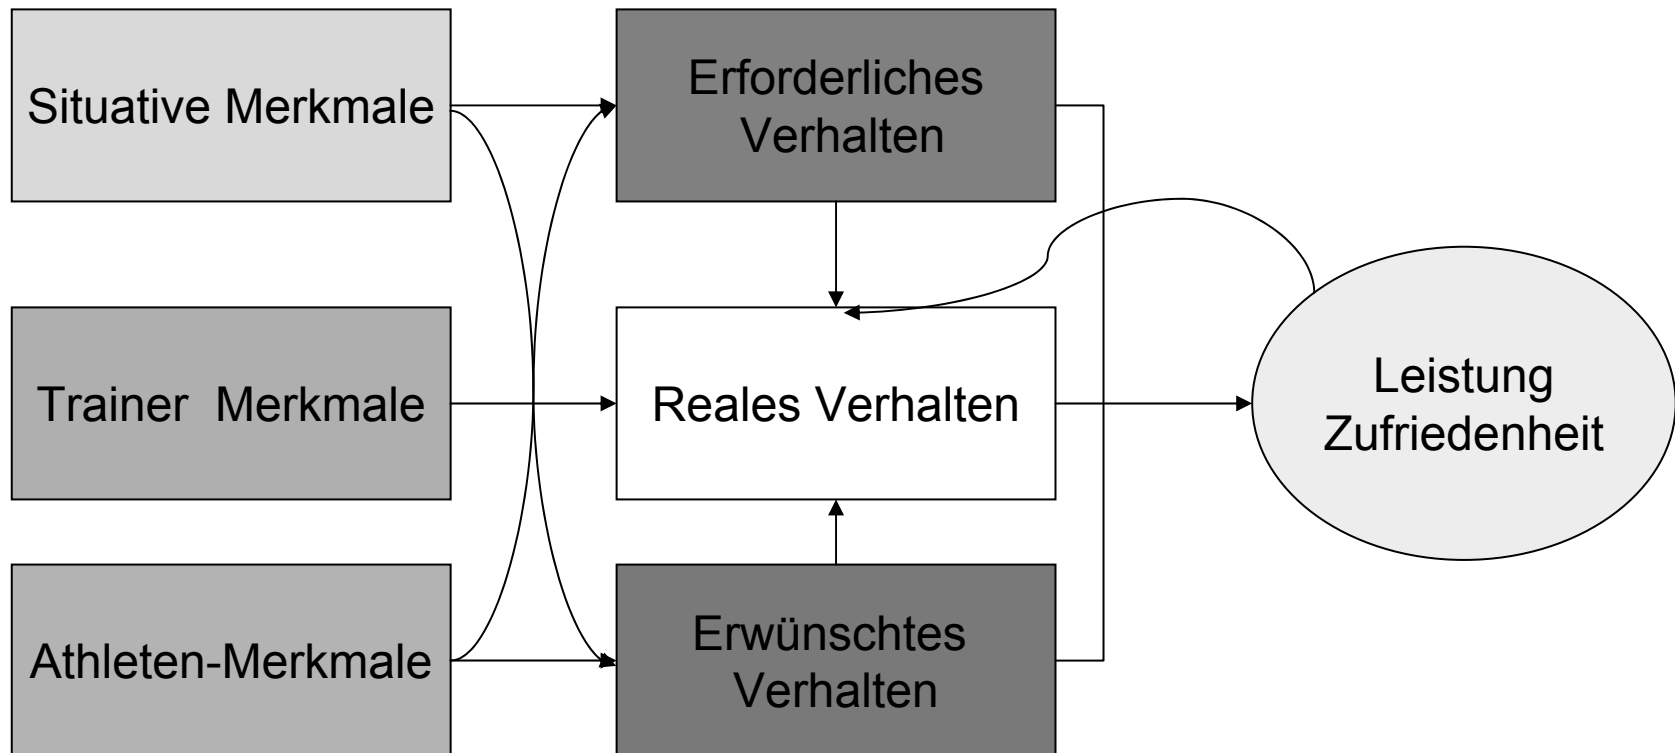 Situative Merkmale
Erforderliches
Verhalten
Trainer  Merkmale
Reales Verhalten
Leistung
Zufriedenheit
Athleten-Merkmale
Erwünschtes
Verhalten